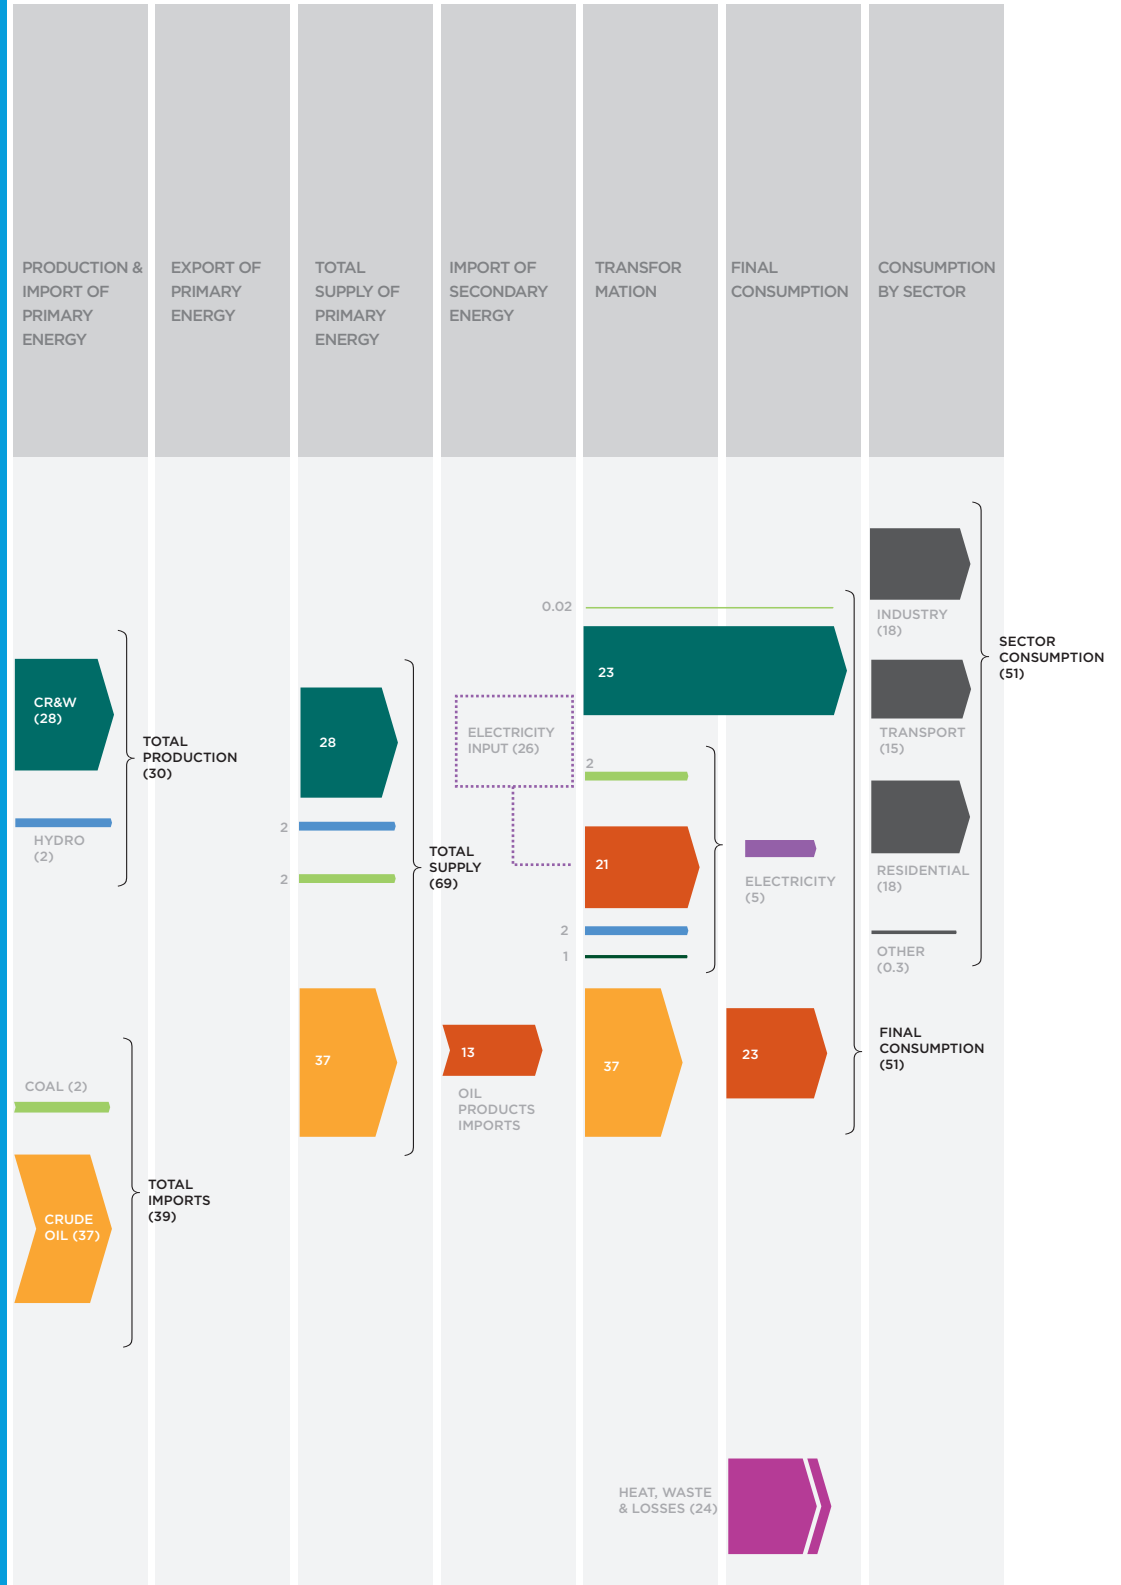 PRODUCTION &
IMPORT OF
PRIMARY
ENERGY
EXPORT OF
PRIMARY
ENERGY
TOTAL
SUPPLY OF
PRIMARY
ENERGY
IMPORT OF
SECONDARY
ENERGY
TRANSFOR
MATION
FINAL
CONSUMPTION
CONSUMPTION
BY SECTOR
CR&W
(28)
HYDRO
(2)
TOTAL
PRODUCTION
(30)
COAL (2)
CRUDE
OIL (37)
TOTAL
IMPORTS
(39)
28
2
2
37
TOTAL
SUPPLY
(69)
ELECTRICITY
INPUT (26)
13
OIL
PRODUCTS
IMPORTS
0.02
23
2
21
2
1
37
ELECTRICITY
(5)
23
HEAT, WASTE
& LOSSES (24)
FINAL
CONSUMPTION
(51)
INDUSTRY
(18)
TRANSPORT
(15)
RESIDENTIAL
(18)
OTHER
(0.3)
SECTOR
CONSUMPTION
(51)